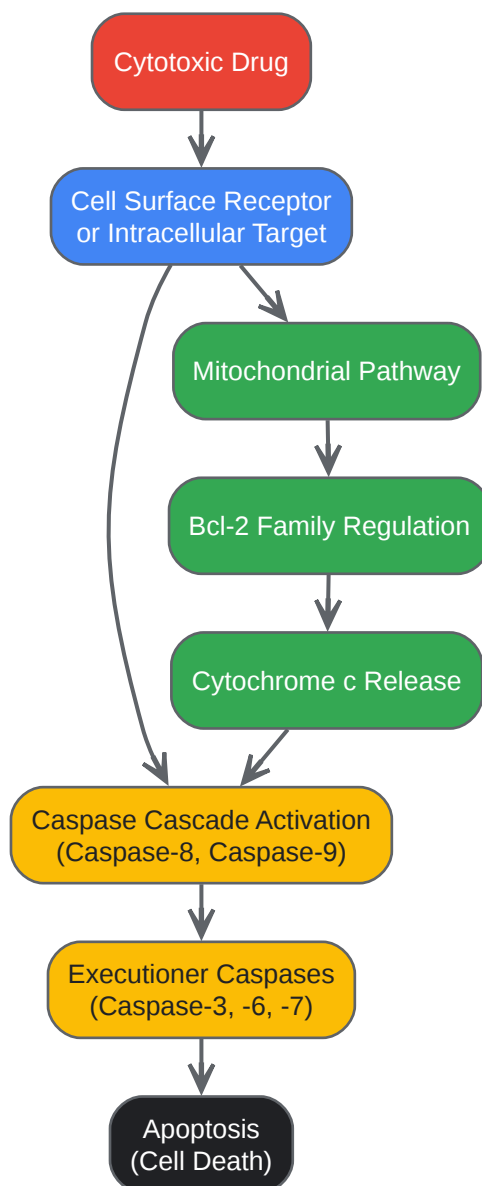 Cytotoxic Drug
Cell Surface Receptor
or Intracellular Target
Mitochondrial Pathway
Bcl-2 Family Regulation
Cytochrome c Release
Caspase Cascade Activation
(Caspase-8, Caspase-9)
Executioner Caspases
(Caspase-3, -6, -7)
Apoptosis
(Cell Death)